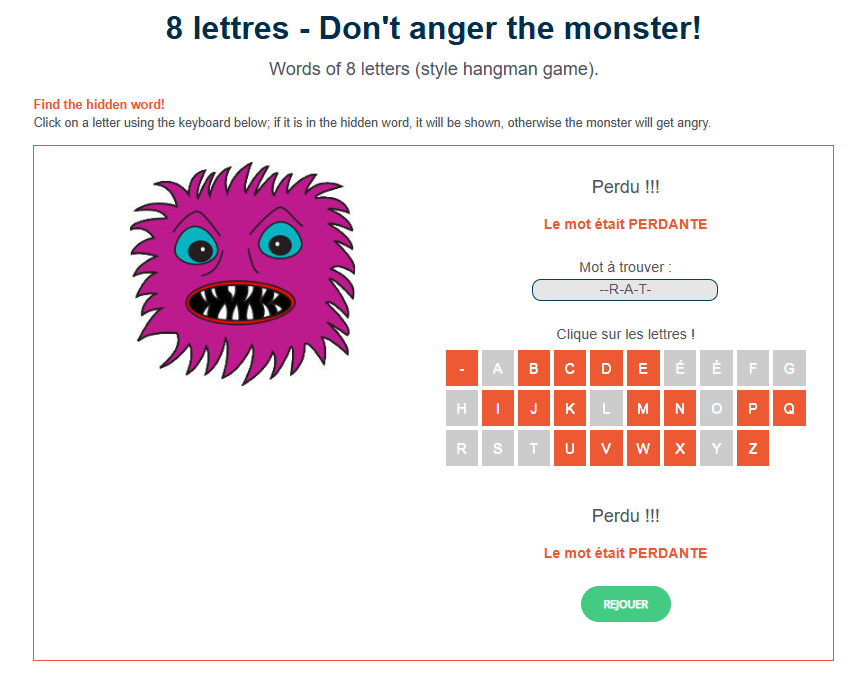 8 lettres - Don't anger the monster!
Words of 8 letters (style hangman game).
Find the hidden word!
Click on a letter using the keyboard below; if it is in the hidden word, it will be shown, otherwise the monster will get angry.
Perdu !!!
Le mot était PERDANTE
Mot à trouver :
--R-A-T-
Clique sur les lettres !
- A B C D E É È F G
H I J K L M N O P Q
R S T U V W X Y Z
Perdu !!!
Le mot était PERDANTE
REJOUER